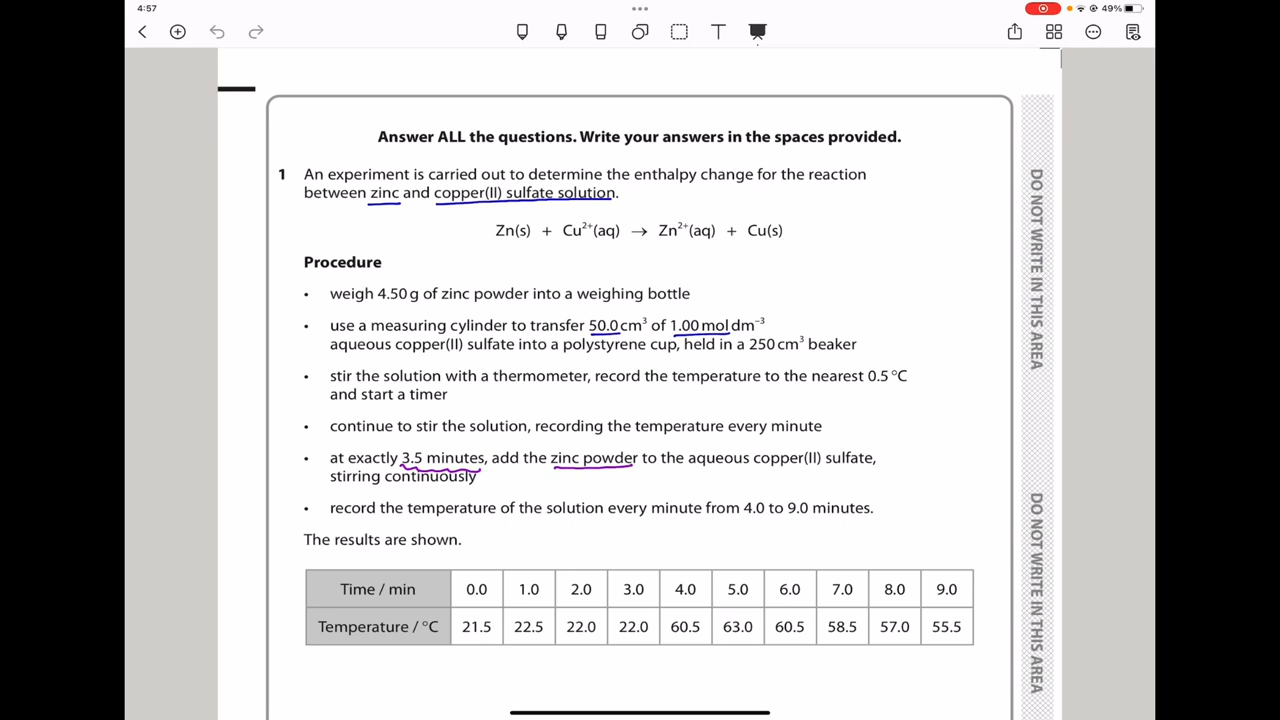 4:57
49%
T
Answer ALL the questions. Write your answers in the spaces provided.
1 An experiment is carried out to determine the enthalpy change for the reaction
between zinc and copper(II) sulfate solution.
Zn(s) + Cu²⁺(aq) → Zn²⁺(aq) + Cu(s)
Procedure
• weigh 4.50 g of zinc powder into a weighing bottle
• use a measuring cylinder to transfer 50.0 cm³ of 1.00 mol dm⁻³
aqueous copper(II) sulfate into a polystyrene cup, held in a 250 cm³ beaker
• stir the solution with a thermometer, record the temperature to the nearest 0.5 °C
and start a timer
• continue to stir the solution, recording the temperature every minute
• at exactly 3.5 minutes, add the zinc powder to the aqueous copper(II) sulfate,
stirring continuously
• record the temperature of the solution every minute from 4.0 to 9.0 minutes.
The results are shown.
Time / min 0.0 1.0 2.0 3.0 4.0 5.0 6.0 7.0 8.0 9.0
Temperature / °C 21.5 22.5 22.0 22.0 60.5 63.0 60.5 58.5 57.0 55.5
DO NOT WRITE IN THIS AREA
DO NOT WRITE IN THIS AREA